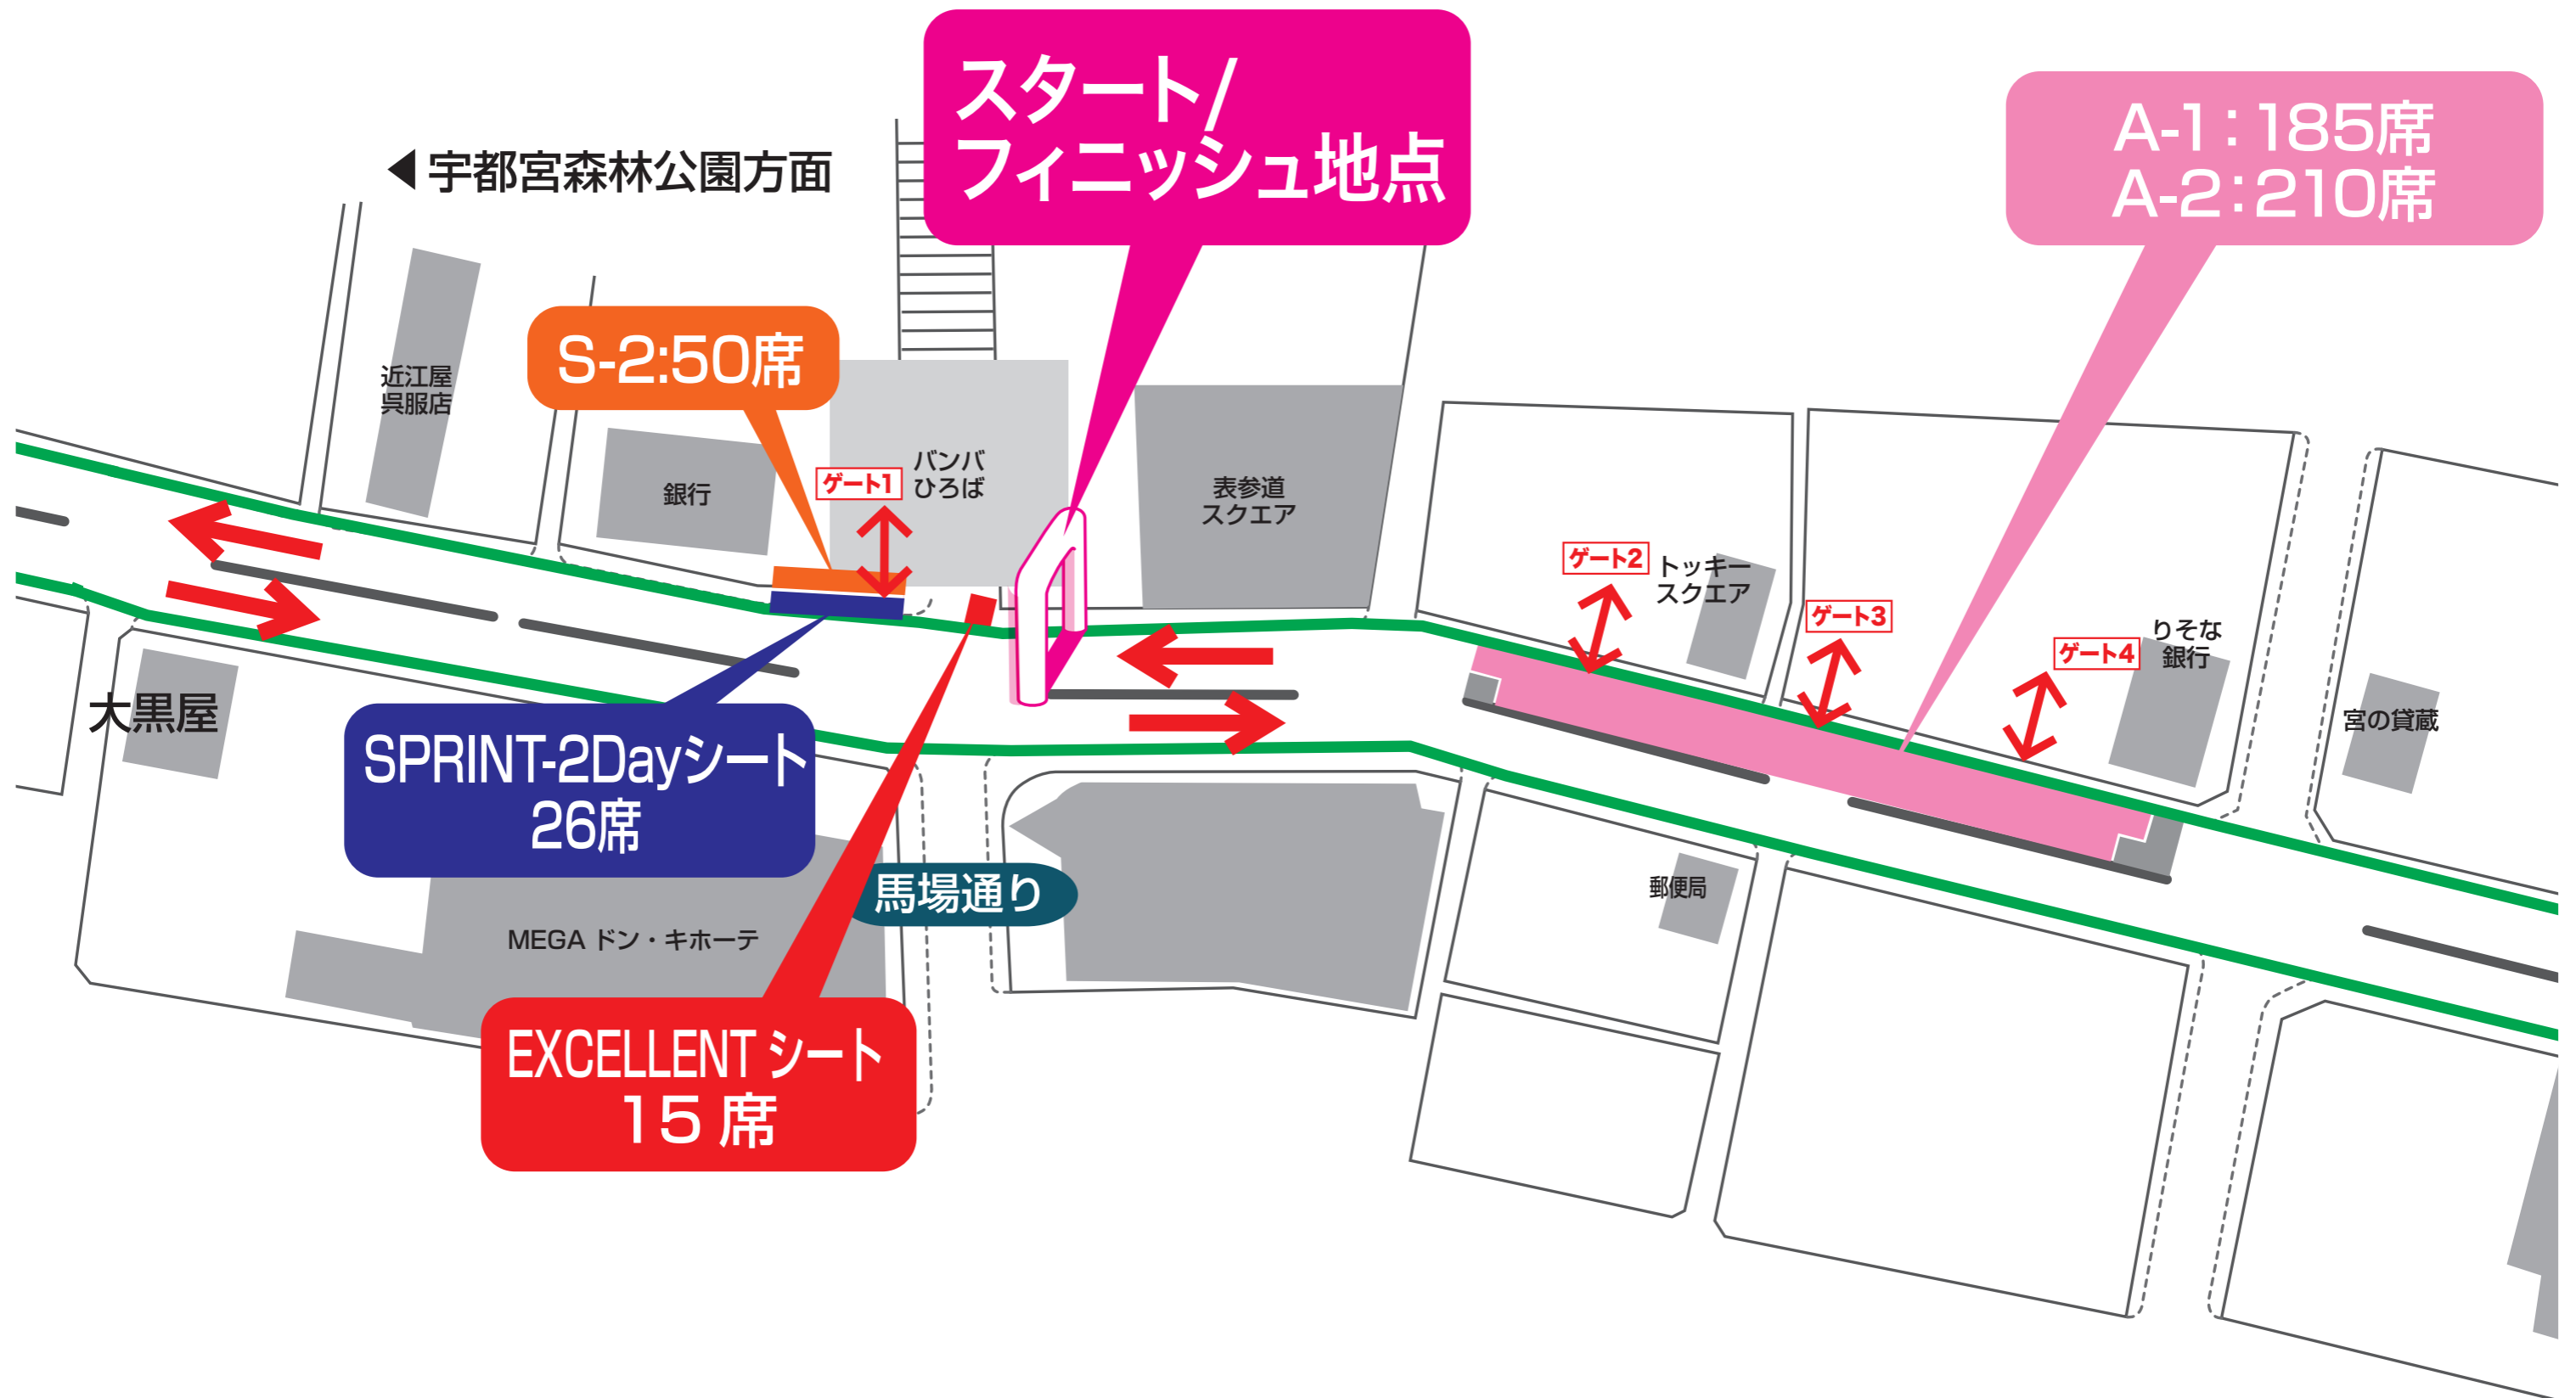 スタート/
フィニッシュ地点
A-1：185席
A-2：210席
◀宇都宮森林公園方面
S-2:50席
近江屋
呉服店
銀行
ゲート1
バンバ
ひろば
表参道
スクエア
ゲート2
トッキー
スクエア
ゲート3
ゲート4
りそな
銀行
宮の貸蔵
大黒屋
SPRINT-2Dayシート
26席
馬場通り
郵便局
MEGA ドン・キホーテ
EXCELLENT シート
15 席